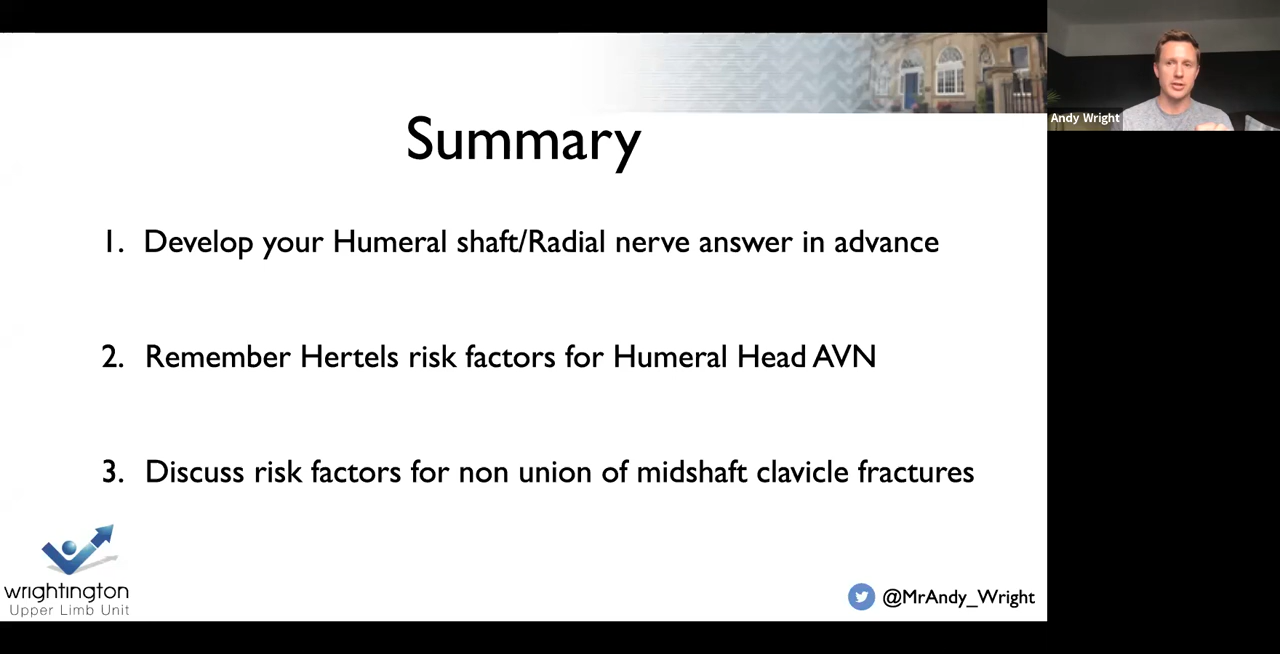 Andy Wright
Summary
1. Develop your Humeral shaft/Radial nerve answer in advance
2. Remember Hertels risk factors for Humeral Head AVN
3. Discuss risk factors for non union of midshaft clavicle fractures
wrightington
Upper Limb Unit
@MrAndy_Wright